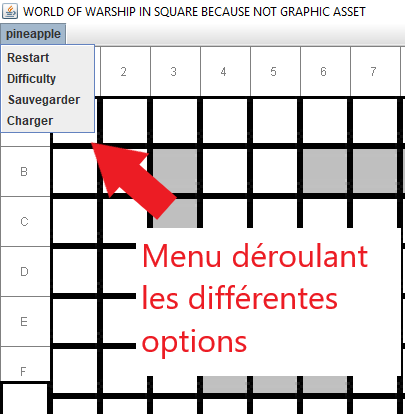 WORLD OF WARSHIP IN SQUARE BECAUSE NOT GRAPHIC ASSET
pineapple
Restart
Difficulty
Sauvegarder
Charger
2 3 4 5 6 7
B
C
D
E
F
Menu déroulant
les différentes
options